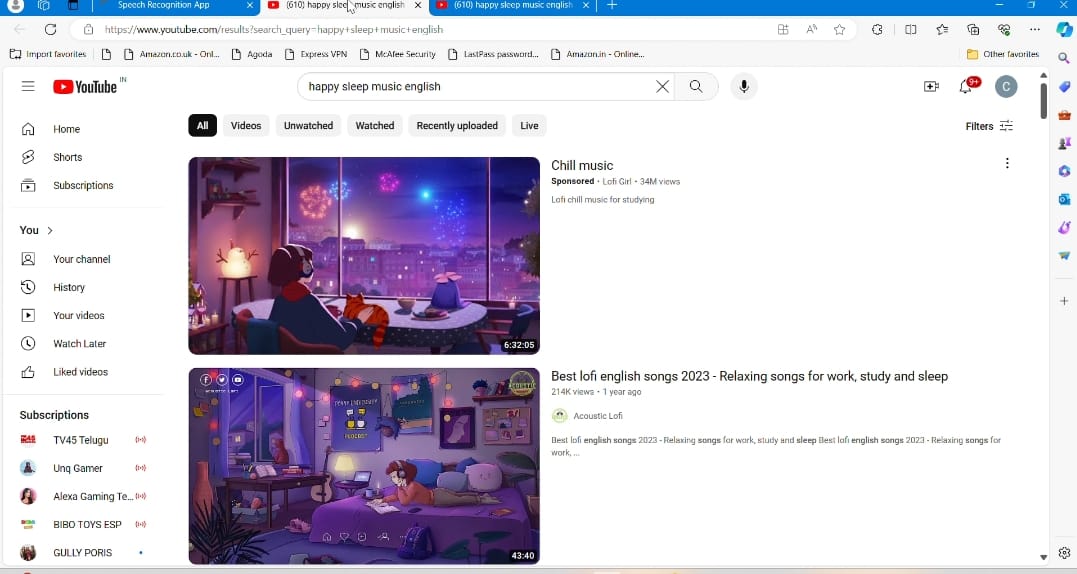 Speech Recognition App
(610) happy sleep music english
(610) happy sleep music english
https://www.youtube.com/results?search_query=happy+sleep+music+english
Import favorites
Amazon.co.uk - Onl...
Agoda
Express VPN
McAfee Security
LastPass password...
Amazon.in - Online...
Other favorites
YouTube IN
happy sleep music english
9+
C
Home
Shorts
Subscriptions
You
Your channel
History
Your videos
Watch Later
Liked videos
Subscriptions
TV45 Telugu
Unq Gamer
Alexa Gaming Te...
BIBO TOYS ESP
GULLY PORIS
All
Videos
Unwatched
Watched
Recently uploaded
Live
Filters
6:32:05
Chill music
Sponsored • Lofi Girl • 34M views
Lofi chill music for studying
43:40
Best lofi english songs 2023 - Relaxing songs for work, study and sleep
214K views • 1 year ago
Acoustic Lofi
Best lofi english songs 2023 - Relaxing songs for work, study and sleep Best lofi english songs 2023 - Relaxing songs for
work, ...